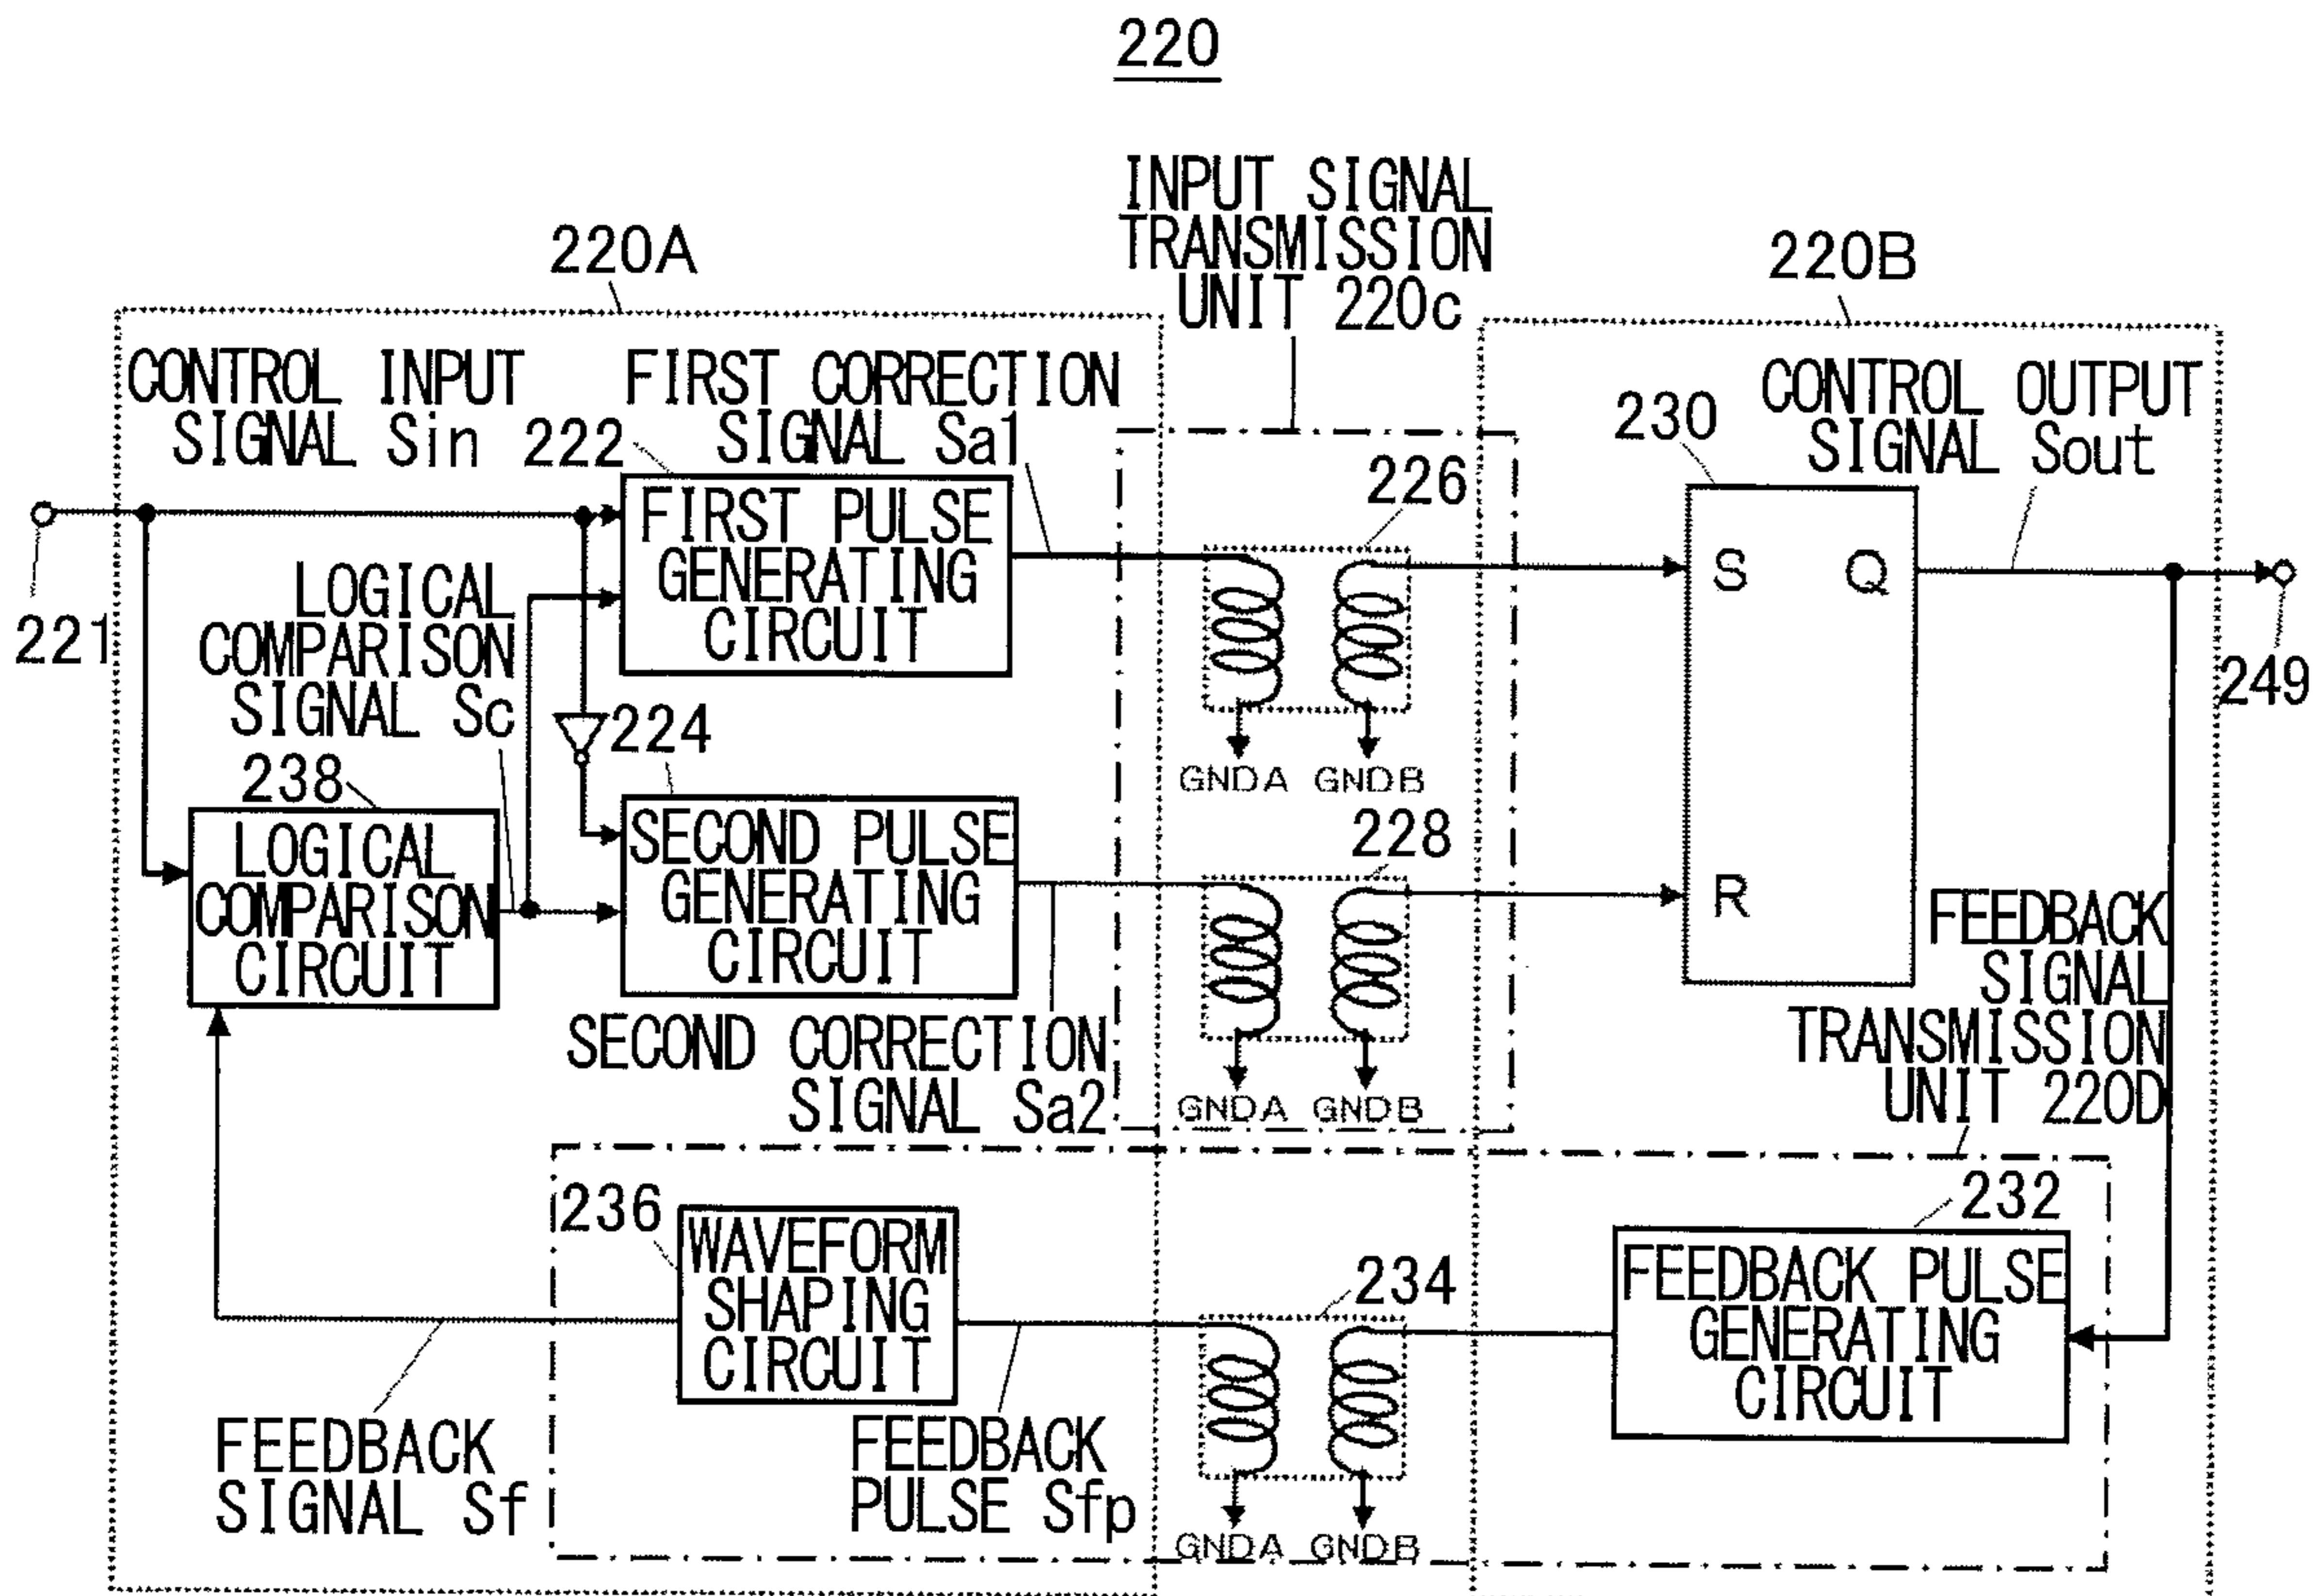 220
INPUT SIGNAL
TRANSMISSION
UNIT 220c
220A
220B
CONTROL INPUT
SIGNAL Sin
222
FIRST CORRECTION
SIGNAL Sa1
230
CONTROL OUTPUT
SIGNAL Sout
226
FIRST PULSE
GENERATING
CIRCUIT
S
Q
221
249
LOGICAL
COMPARISON
SIGNAL Sc
224
GNDA
GNDB
238
LOGICAL
COMPARISON
CIRCUIT
SECOND PULSE
GENERATING
CIRCUIT
228
R
FEEDBACK
SIGNAL
TRANSMISSION
UNIT 220D
SECOND CORRECTION
SIGNAL Sa2
GNDA
GNDB
236
WAVEFORM
SHAPING
CIRCUIT
234
232
FEEDBACK PULSE
GENERATING
CIRCUIT
FEEDBACK
SIGNAL Sf
FEEDBACK
PULSE Sfp
GNDA
GNDB